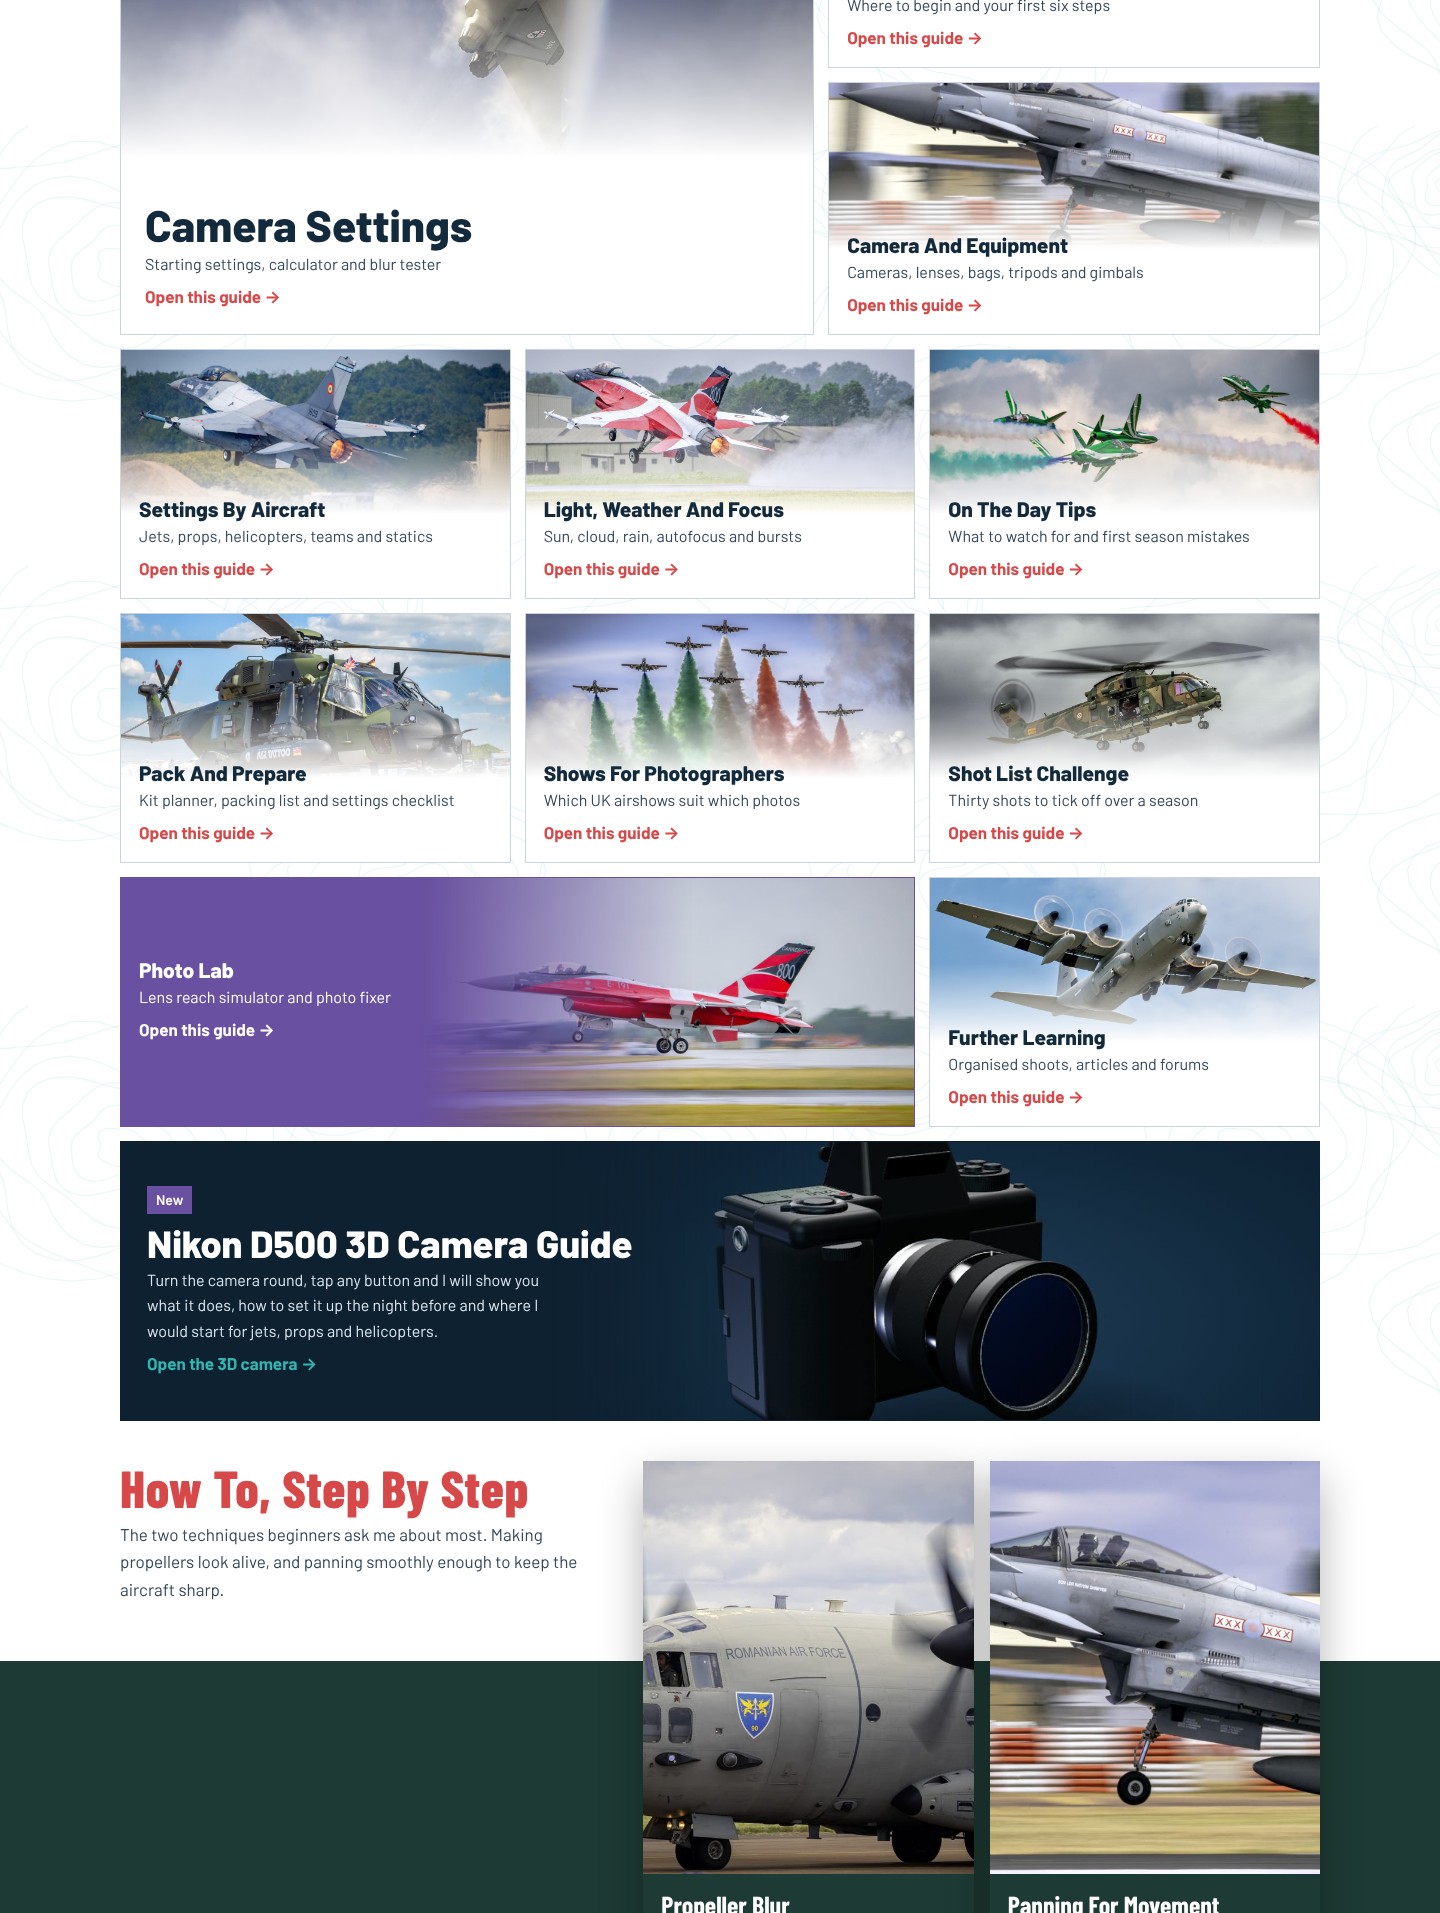 Where to begin and your first six steps
Open this guide →
Camera Settings
Starting settings, calculator and blur tester
Open this guide →
Camera And Equipment
Cameras, lenses, bags, tripods and gimbals
Open this guide →
Settings By Aircraft
Jets, props, helicopters, teams and statics
Open this guide →
Light, Weather And Focus
Sun, cloud, rain, autofocus and bursts
Open this guide →
On The Day Tips
What to watch for and first season mistakes
Open this guide →
Pack And Prepare
Kit planner, packing list and settings checklist
Open this guide →
Shows For Photographers
Which UK airshows suit which photos
Open this guide →
Shot List Challenge
Thirty shots to tick off over a season
Open this guide →
Photo Lab
Lens reach simulator and photo fixer
Open this guide →
800
Further Learning
Organised shoots, articles and forums
Open this guide →
New
Nikon D500 3D Camera Guide
Turn the camera round, tap any button and I will show you
what it does, how to set it up the night before and where I
would start for jets, props and helicopters.
Open the 3D camera →
How To, Step By Step
The two techniques beginners ask me about most. Making
propellers look alive, and panning smoothly enough to keep the
aircraft sharp.
ROMANIAN AIR FORCE
90
XXX XXX
Propeller Blur
Panning For Movement